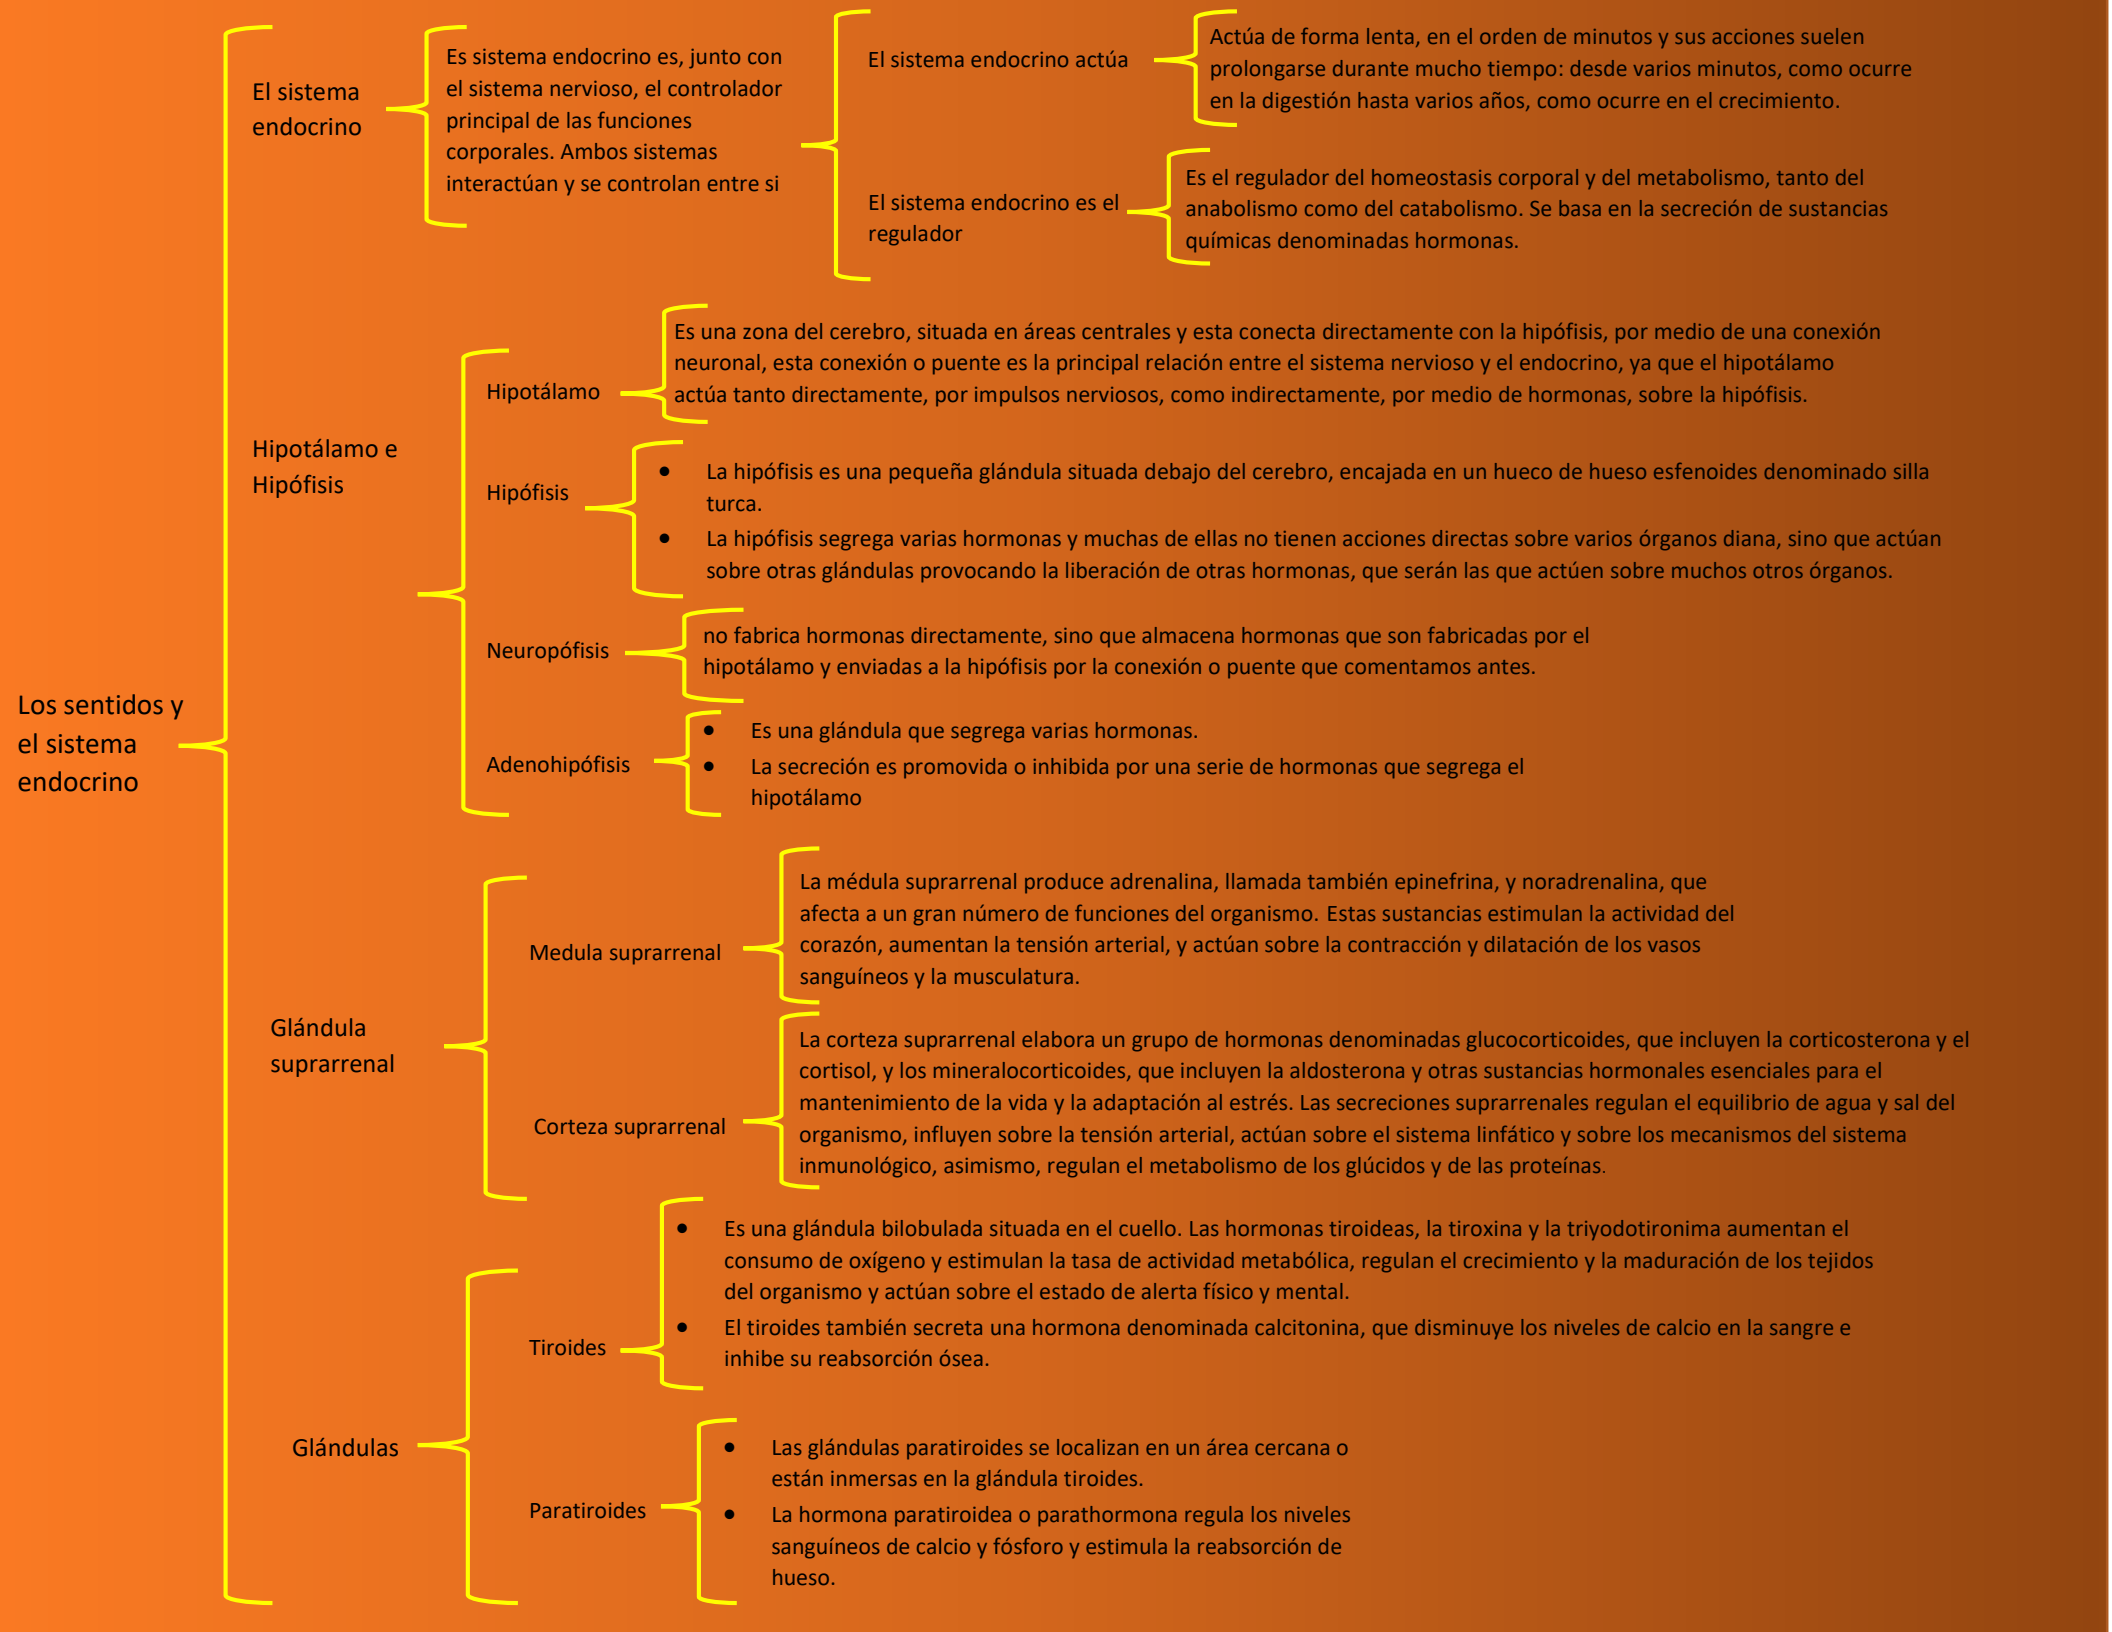 Los sentidos y
el sistema
endocrino
El sistema
endocrino
Es sistema endocrino es, junto con
el sistema nervioso, el controlador
principal de las funciones
corporales. Ambos sistemas
interactúan y se controlan entre si
El sistema endocrino actúa
Actúa de forma lenta, en el orden de minutos y sus acciones suelen
prolongarse durante mucho tiempo: desde varios minutos, como ocurre
en la digestión hasta varios años, como ocurre en el crecimiento.
El sistema endocrino es el
regulador
Es el regulador del homeostasis corporal y del metabolismo, tanto del
anabolismo como del catabolismo. Se basa en la secreción de sustancias
químicas denominadas hormonas.
Hipotálamo e
Hipófisis
Hipotálamo
Es una zona del cerebro, situada en áreas centrales y esta conecta directamente con la hipófisis, por medio de una conexión
neuronal, esta conexión o puente es la principal relación entre el sistema nervioso y el endocrino, ya que el hipotálamo
actúa tanto directamente, por impulsos nerviosos, como indirectamente, por medio de hormonas, sobre la hipófisis.
Hipófisis
• La hipófisis es una pequeña glándula situada debajo del cerebro, encajada en un hueco de hueso esfenoides denominado silla
turca.
• La hipófisis segrega varias hormonas y muchas de ellas no tienen acciones directas sobre varios órganos diana, sino que actúan
sobre otras glándulas provocando la liberación de otras hormonas, que serán las que actúen sobre muchos otros órganos.
Neuropófisis
no fabrica hormonas directamente, sino que almacena hormonas que son fabricadas por el
hipotálamo y enviadas a la hipófisis por la conexión o puente que comentamos antes.
Adenohipófisis
• Es una glándula que segrega varias hormonas.
• La secreción es promovida o inhibida por una serie de hormonas que segrega el
hipotálamo
Glándula
suprarrenal
Medula suprarrenal
La médula suprarrenal produce adrenalina, llamada también epinefrina, y noradrenalina, que
afecta a un gran número de funciones del organismo. Estas sustancias estimulan la actividad del
corazón, aumentan la tensión arterial, y actúan sobre la contracción y dilatación de los vasos
sanguíneos y la musculatura.
Corteza suprarrenal
La corteza suprarrenal elabora un grupo de hormonas denominadas glucocorticoides, que incluyen la corticosterona y el
cortisol, y los mineralocorticoides, que incluyen la aldosterona y otras sustancias hormonales esenciales para el
mantenimiento de la vida y la adaptación al estrés. Las secreciones suprarrenales regulan el equilibrio de agua y sal del
organismo, influyen sobre la tensión arterial, actúan sobre el sistema linfático y sobre los mecanismos del sistema
inmunológico, asimismo, regulan el metabolismo de los glúcidos y de las proteínas.
Glándulas
Tiroides
• Es una glándula bilobulada situada en el cuello. Las hormonas tiroideas, la tiroxina y la triyodotironima aumentan el
consumo de oxígeno y estimulan la tasa de actividad metabólica, regulan el crecimiento y la maduración de los tejidos
del organismo y actúan sobre el estado de alerta físico y mental.
• El tiroides también secreta una hormona denominada calcitonina, que disminuye los niveles de calcio en la sangre e
inhibe su reabsorción ósea.
Paratiroides
• Las glándulas paratiroides se localizan en un área cercana o
están inmersas en la glándula tiroides.
• La hormona paratiroidea o parathormona regula los niveles
sanguíneos de calcio y fósforo y estimula la reabsorción de
hueso.